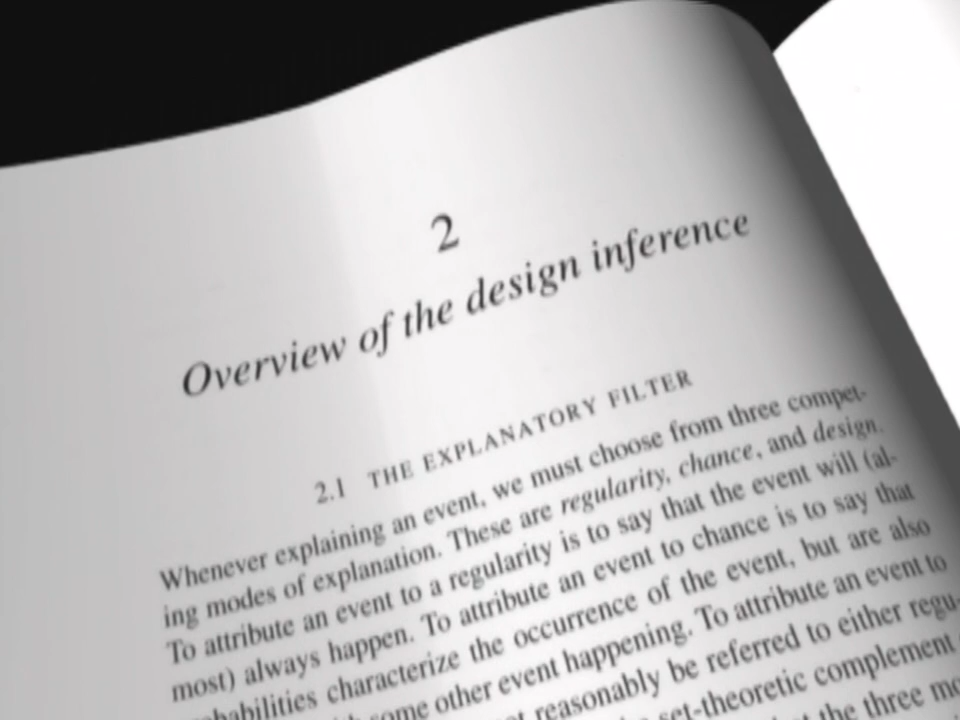 2
Overview of the design inference
2.1 THE EXPLANATORY FILTER
Whenever explaining an event, we must choose from three compet-
ing modes of explanation. These are regularity, chance, and design.
To attribute an event to a regularity is to say that the event will (al-
most) always happen. To attribute an event to chance is to say that
probabilities characterize the occurrence of the event, but are also
some other event happening. To attribute an event to
reasonably be referred to either regu-
set-theoretic complement
the three